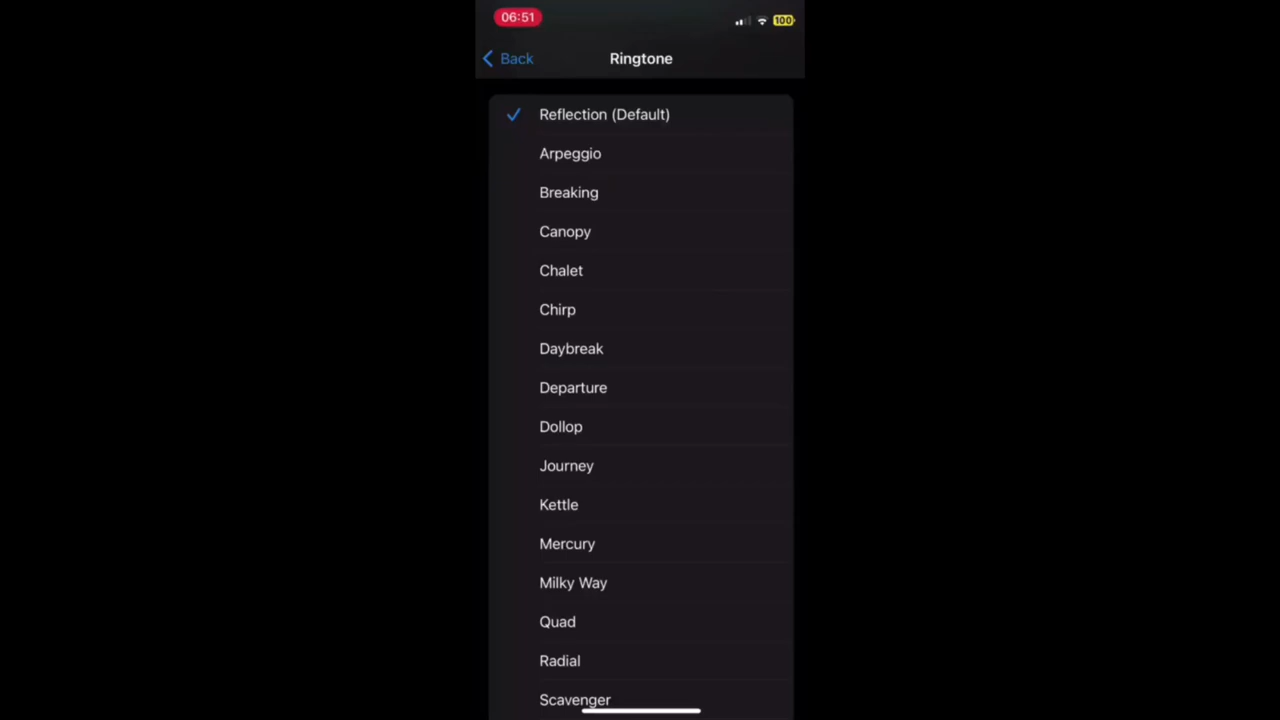 06:51
100
Back
Ringtone
Reflection (Default)
Arpeggio
Breaking
Canopy
Chalet
Chirp
Daybreak
Departure
Dollop
Journey
Kettle
Mercury
Milky Way
Quad
Radial
Scavenger